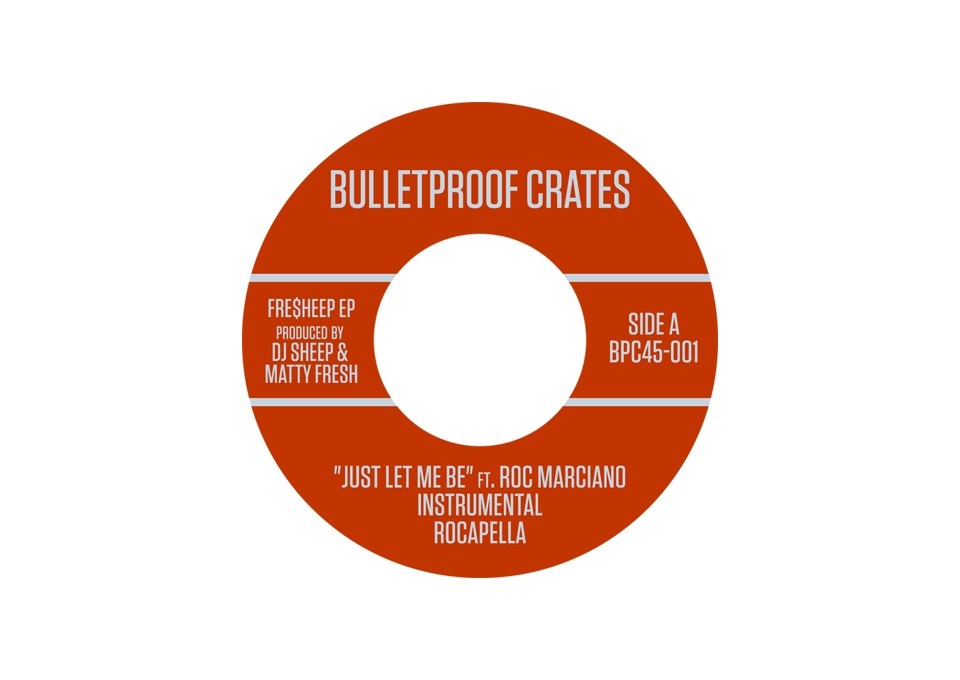 BULLETPROOF CRATES
FRE$HEEP EP
PRODUCED BY
DJ SHEEP &
MATTY FRESH
SIDE A
BPC45-001
"JUST LET ME BE" FT. ROC MARCIANO
INSTRUMENTAL
ROCAPELLA